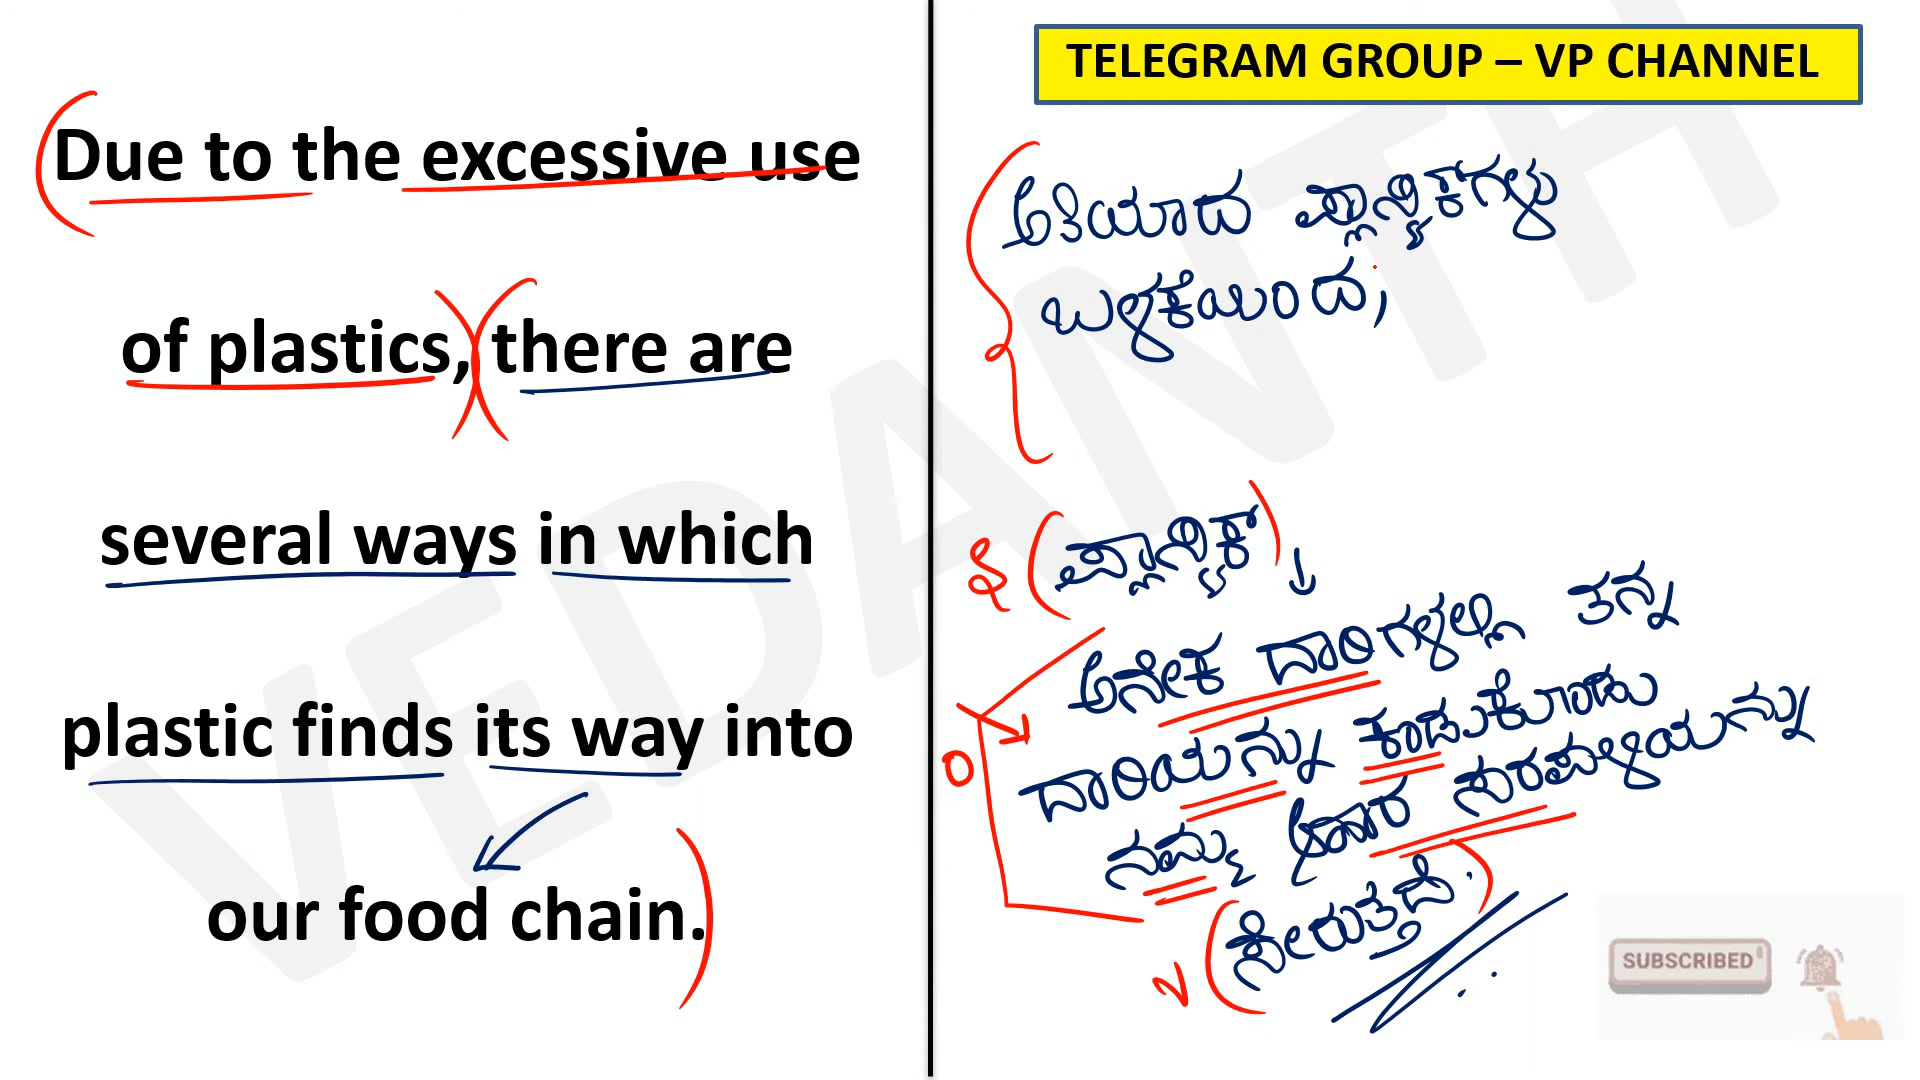 Due to the excessive use
of plastics, there are
several ways in which
plastic finds its way into
our food chain.
TELEGRAM GROUP – VP CHANNEL
ಅತಿಯಾದ ಪ್ಲಾಸ್ಟಿಕ್‌ಗಳು
ಬಳಕೆಯಿಂದ,
S (ಪ್ಲಾಸ್ಟಿಕ್)
ಅನೇಕ ದಾರಿಗಳಲ್ಲಿ ತನ್ನ
O ದಾರಿಯನ್ನು ಕಂಡುಕೊಂಡು
ನಮ್ಮ ಆಹಾರ ಸರಪಳಿಯನ್ನು
V (ಸೇರುತ್ತದೆ.)
SUBSCRIBED
VEDANTH